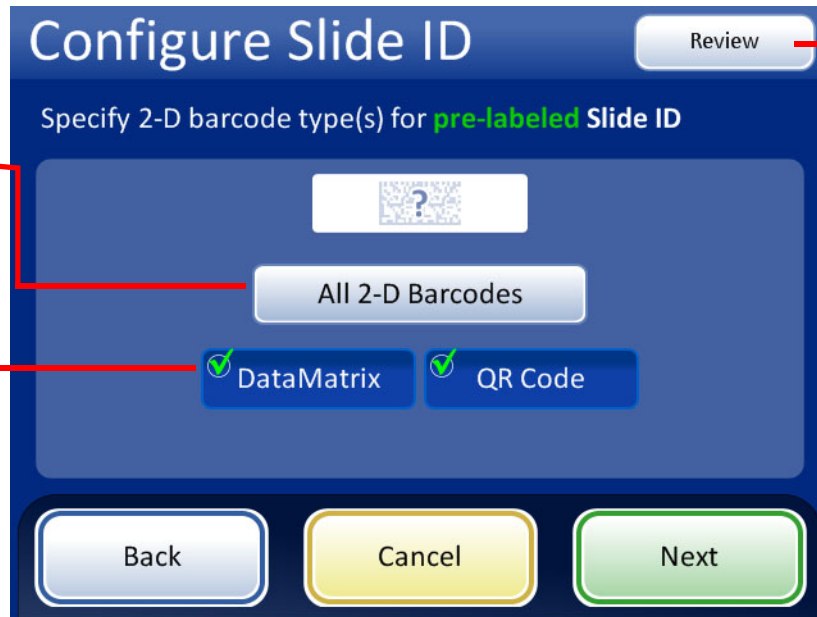 Configure Slide ID
Review
Specify 2-D barcode type(s) for pre-labeled Slide ID
?
All 2-D Barcodes
DataMatrix
QR Code
Back
Cancel
Next